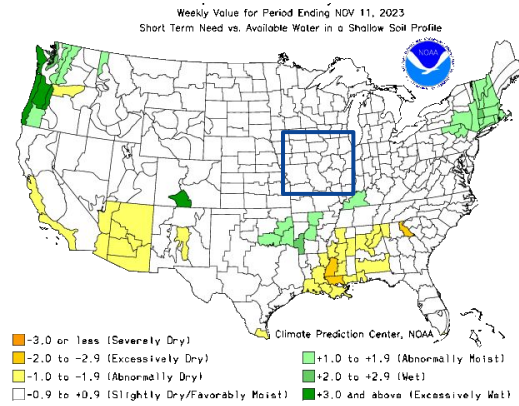 Weekly Value for Period Ending NOV 11, 2023
Short Term Need vs. Available Water in a Shallow Soil Profile
NOAA
Climate Prediction Center, NOAA
-3.0 or less (Severely Dry)
-2.0 to -2.9 (Excessively Dry)
-1.0 to -1.9 (Abnormally Dry)
-0.9 to +0.9 (Slightly Dry/Favorably Moist)
+1.0 to +1.9 (Abnormally Moist)
+2.0 to +2.9 (Wet)
+3.0 and above (Excessively Wet)